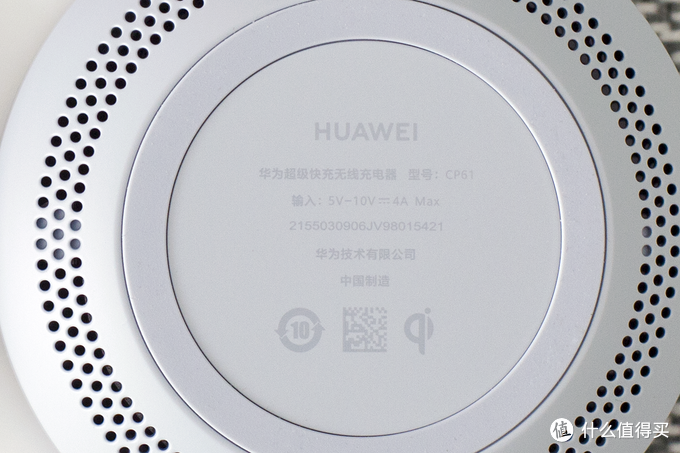 HUAWEI
华为超级快充无线充电器 型号：CP61
输入：5V-10V⎓4A Max
2155030906JV98015421
华为技术有限公司
中国制造
10 qi
值 什么值得买